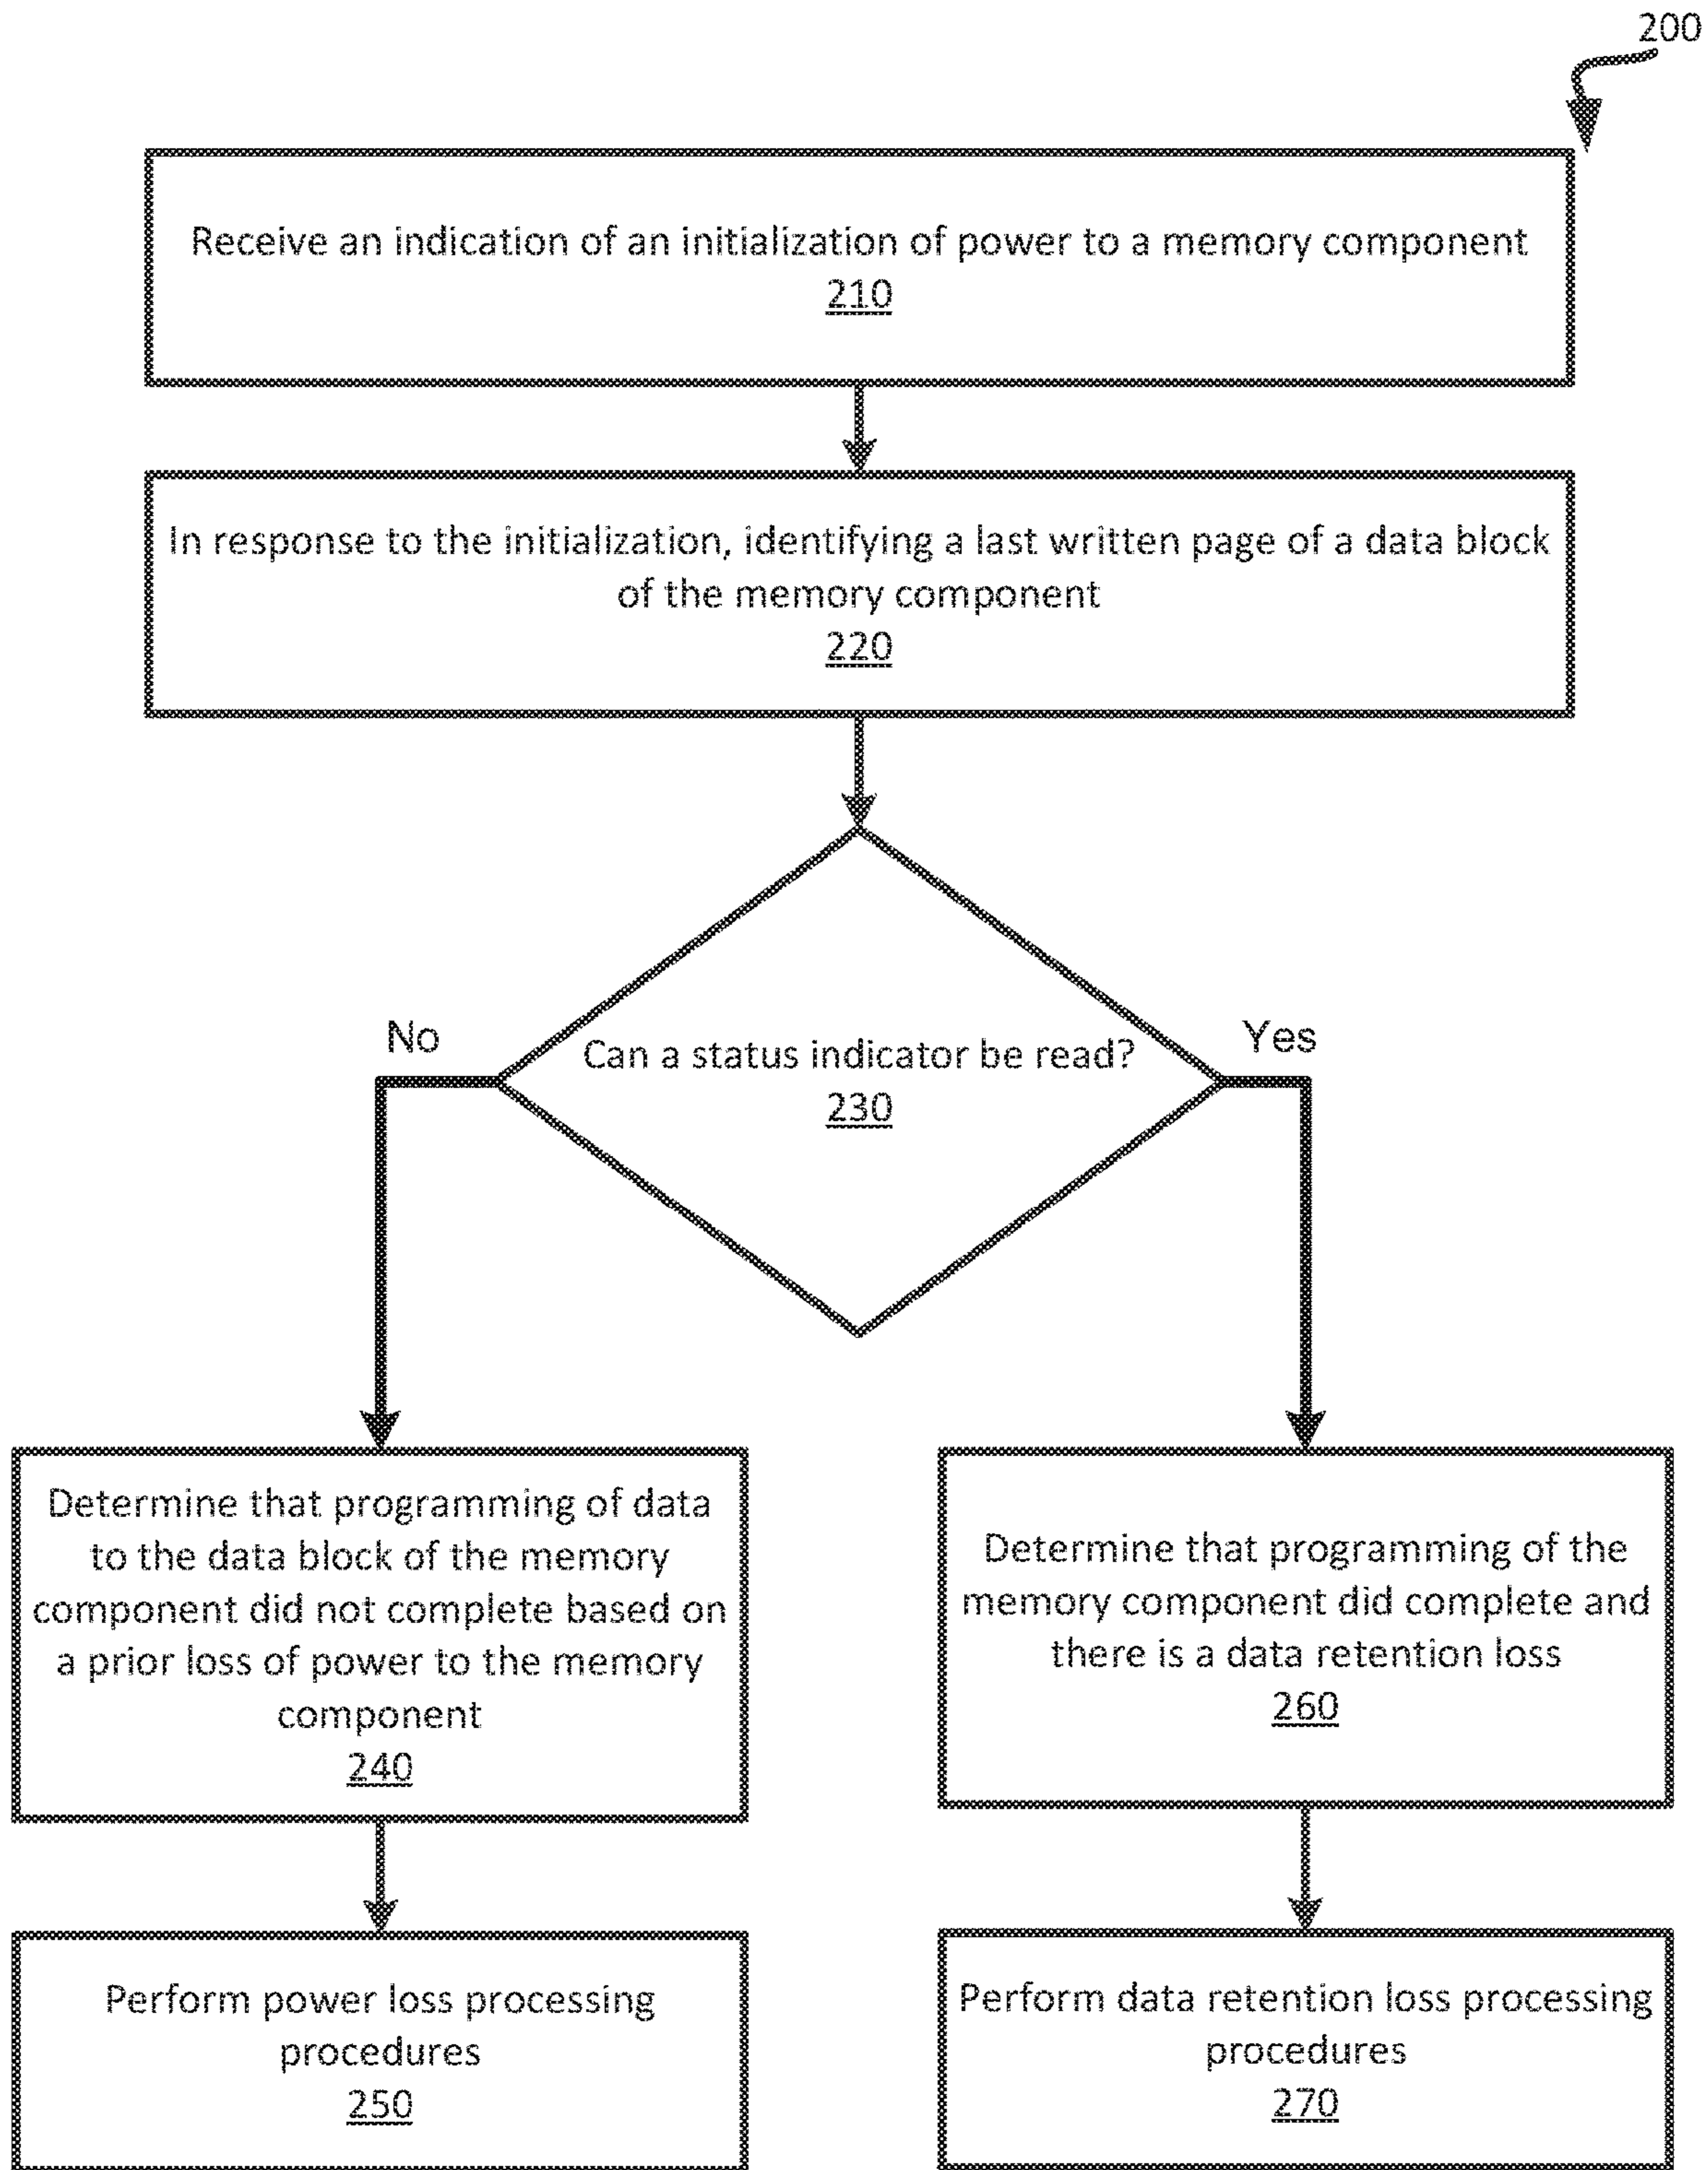 200
Receive an indication of an initialization of power to a memory component
210
In response to the initialization, identifying a last written page of a data block
of the memory component
220
No
Yes
Can a status indicator be read?
230
Determine that programming of data
to the data block of the memory
component did not complete based on
a prior loss of power to the memory
component
240
Determine that programming of the
memory component did complete and
there is a data retention loss
260
Perform power loss processing
procedures
250
Perform data retention loss processing
procedures
270